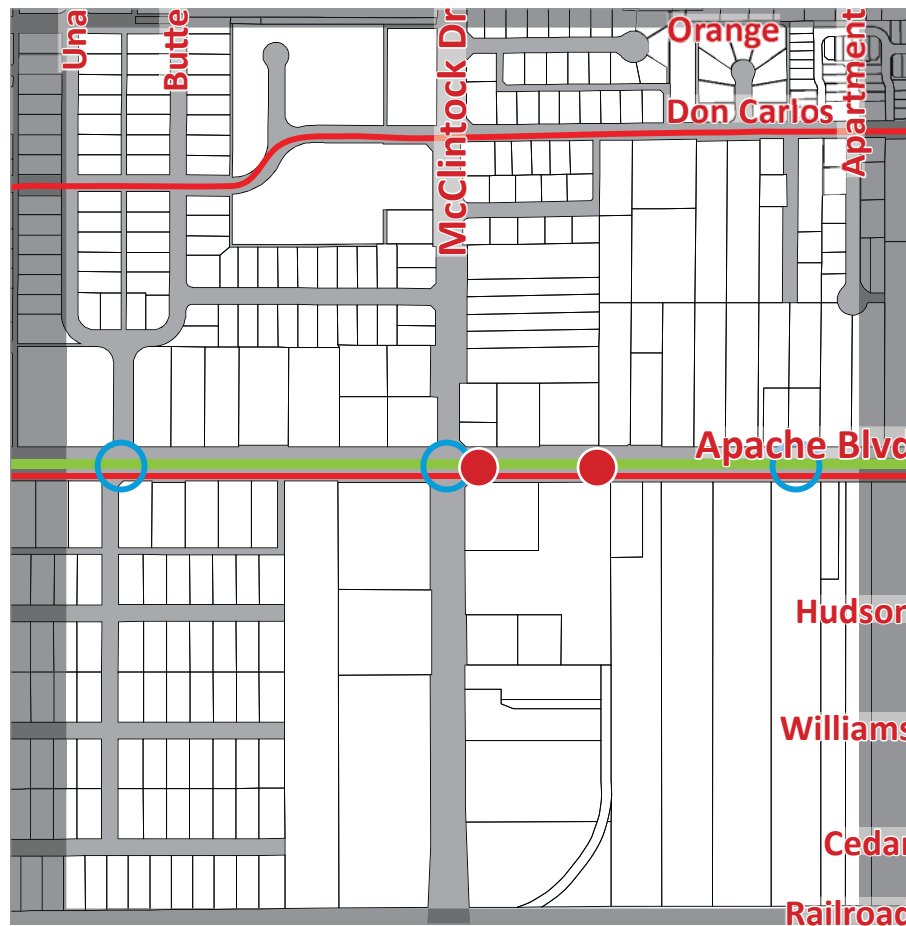 Una
Butte
McClintock Dr
Orange
Apartment
Don Carlos
Apache Blvd
Hudson
Williams
Cedar
Railroad